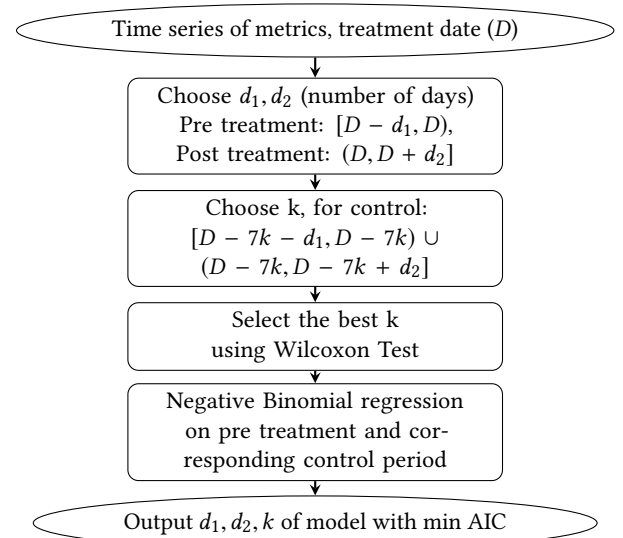 Time series of metrics, treatment date (D)
Choose d₁, d₂ (number of days)
Pre treatment: [D − d₁, D),
Post treatment: (D, D + d₂]
Choose k, for control:
[D − 7k − d₁, D − 7k) ∪
(D − 7k, D − 7k + d₂]
Select the best k
using Wilcoxon Test
Negative Binomial regression
on pre treatment and cor-
responding control period
Output d₁, d₂, k of model with min AIC